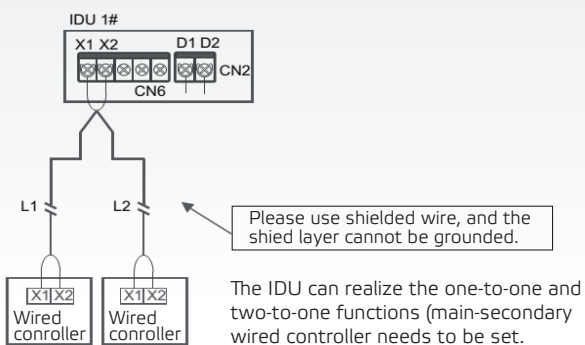 IDU 1#
X1 X2
D1 D2
CN2
CN6
L1
L2
Please use shielded wire, and the
shied layer cannot be grounded.
X1 X2
Wired
conroller
X1 X2
Wired
conroller
The IDU can realize the one-to-one and
two-to-one functions (main-secondary
wired controller needs to be set.